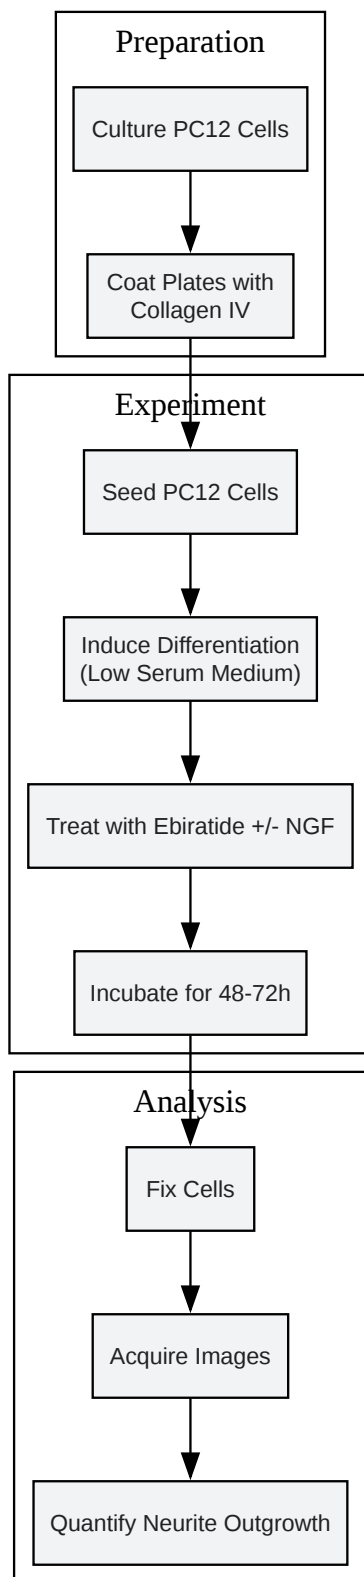 Preparation
Culture PC12 Cells
Coat Plates with
Collagen IV
Experiment
Seed PC12 Cells
Induce Differentiation
(Low Serum Medium)
Treat with Ebiratide +/- NGF
Incubate for 48-72h
Analysis
Fix Cells
Acquire Images
Quantify Neurite Outgrowth